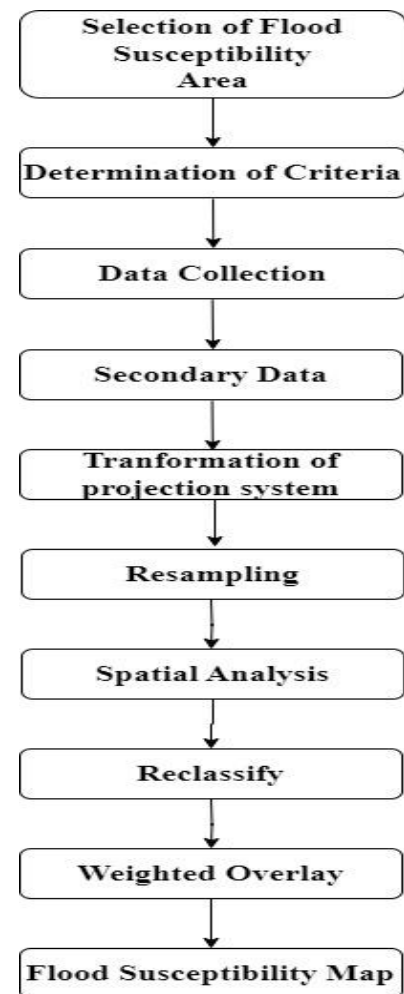 Selection of Flood
Susceptibility
Area
Determination of Criteria
Data Collection
Secondary Data
Tranformation of
projection system
Resampling
Spatial Analysis
Reclassify
Weighted Overlay
Flood Susceptibility Map